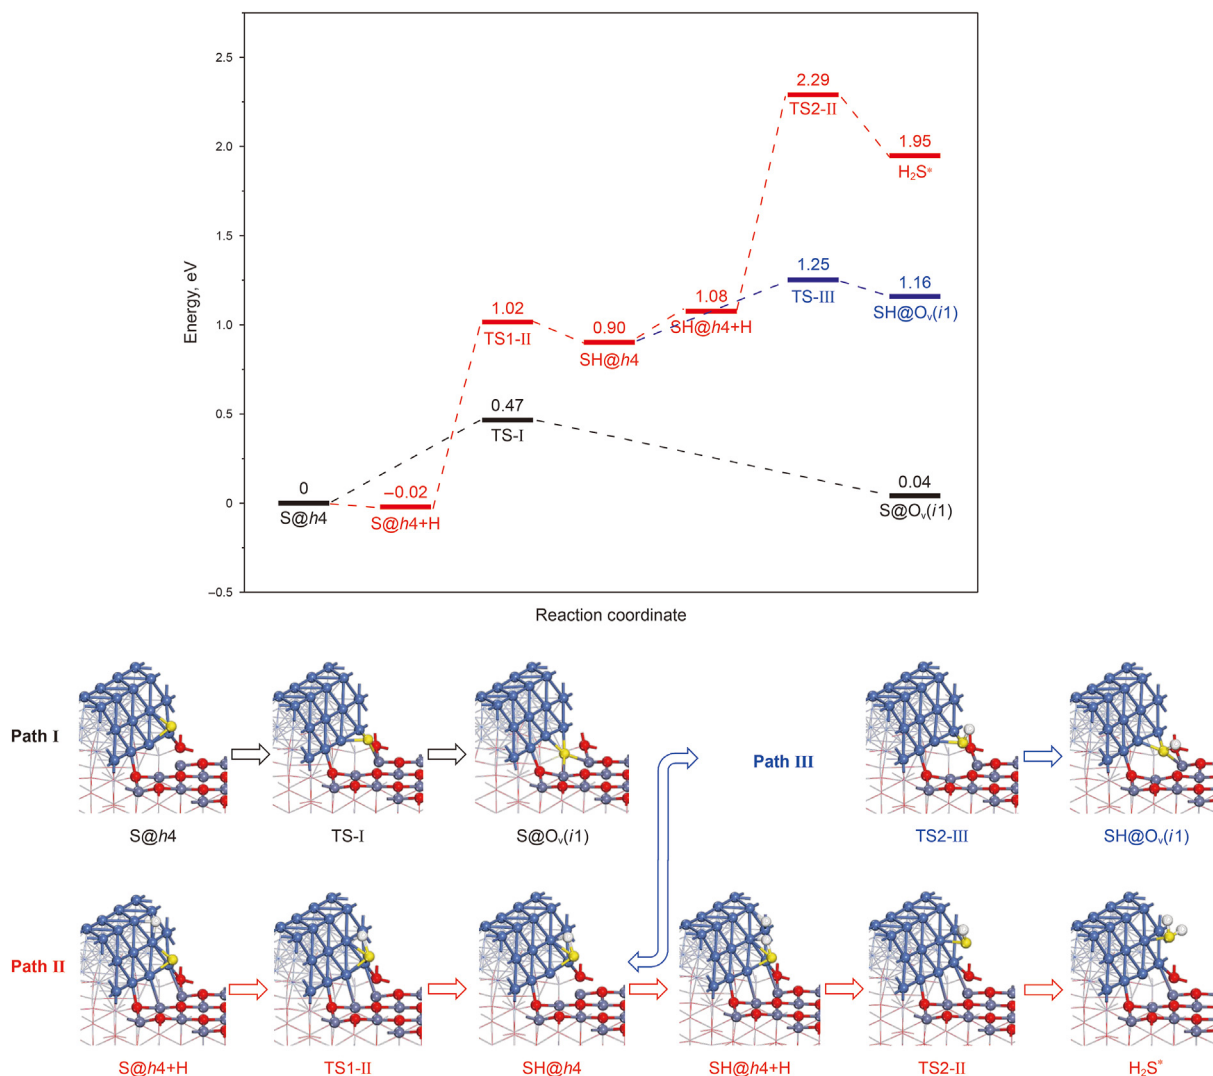 2.5
2.0
1.5
1.0
0.5
0
–0.5
Energy, eV
Reaction coordinate
2.29
TS2-II
1.95
H₂S*
1.25
TS-III
1.16
SH@Oᵥ(i1)
1.08
SH@h4+H
1.02
TS1-II
0.90
SH@h4
0.47
TS-I
0
S@h4
–0.02
S@h4+H
0.04
S@Oᵥ(i1)
Path I
Path III
S@h4
TS-I
S@Oᵥ(i1)
TS2-III
SH@Oᵥ(i1)
Path II
S@h4+H
TS1-II
SH@h4
SH@h4+H
TS2-II
H₂S*